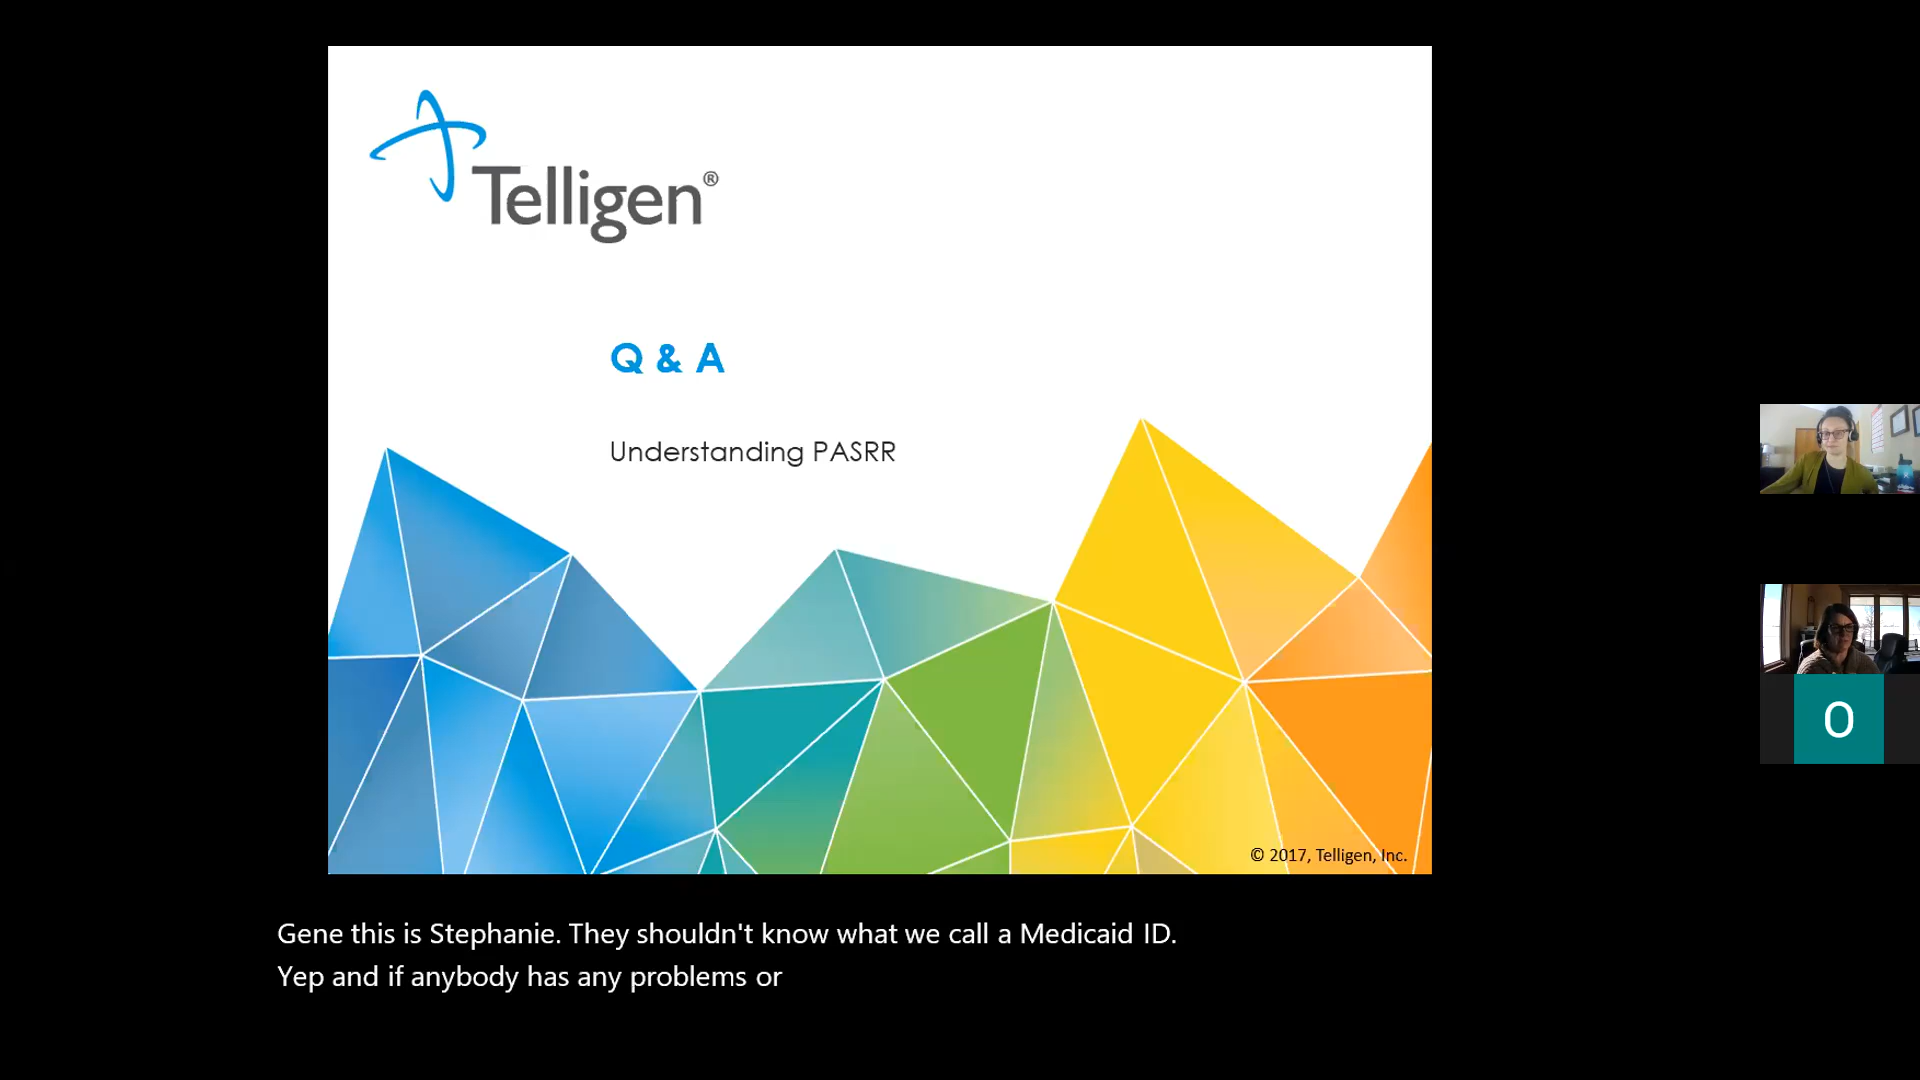 Telligen®
Q & A
Understanding PASRR
© 2017, Telligen, Inc.
O
Gene this is Stephanie. They shouldn't know what we call a Medicaid ID.
Yep and if anybody has any problems or